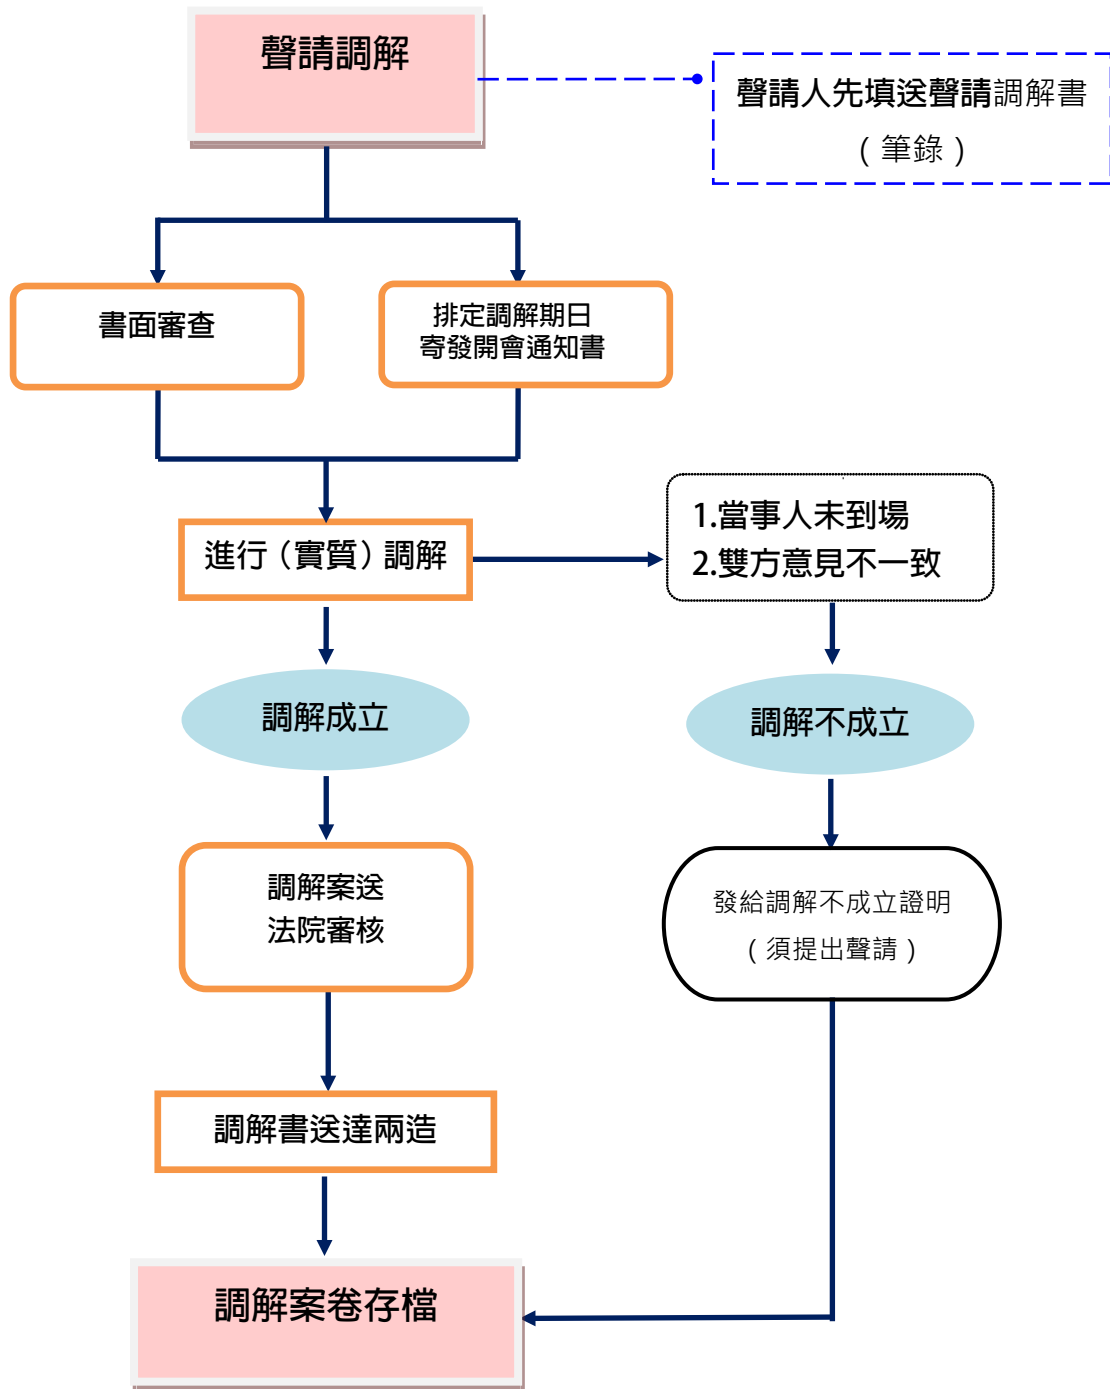 聲請調解
聲請人先填送聲請調解書
（筆錄）
書面審查
排定調解期日
寄發開會通知書
進行（實質）調解
1.當事人未到場
2.雙方意見不一致
調解成立
調解不成立
調解案送
法院審核
發給調解不成立證明
（須提出聲請）
調解書送達兩造
調解案卷存檔